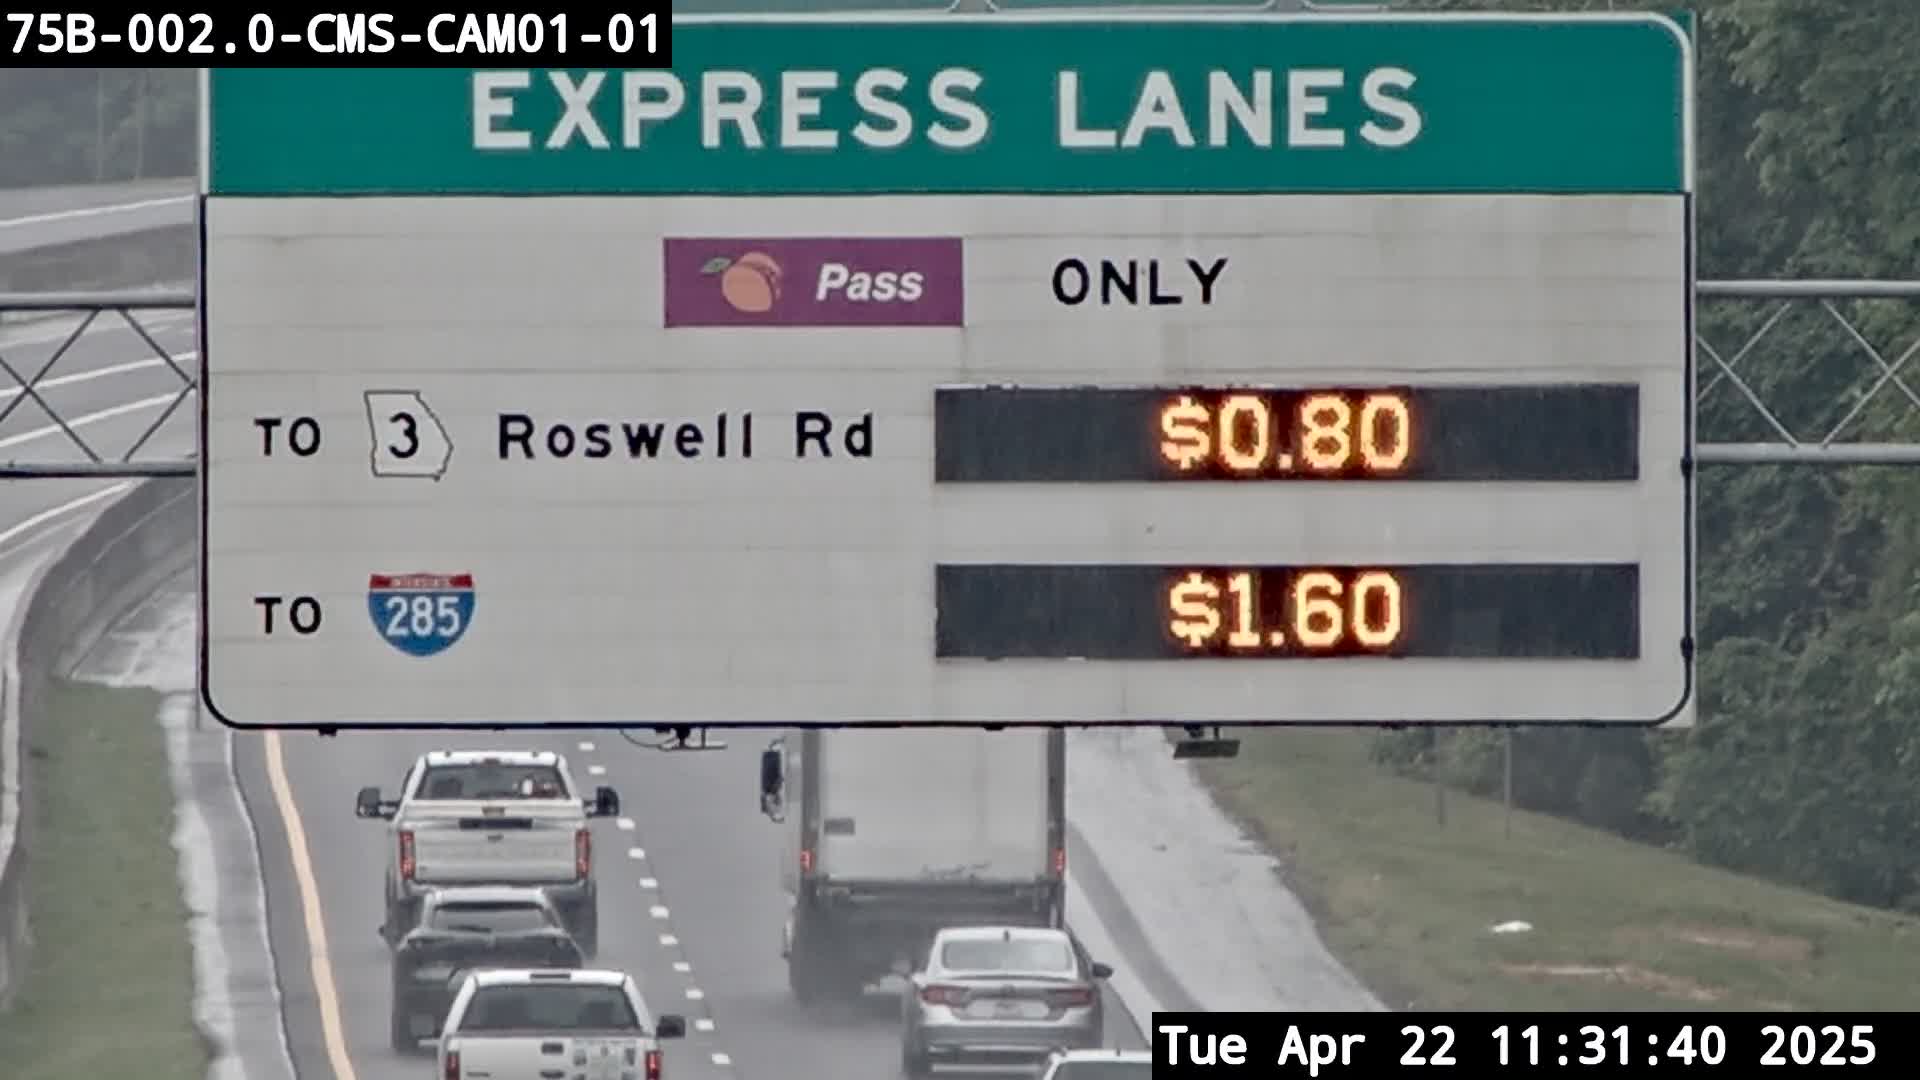 75B-002.0-CMS-CAM01-01
EXPRESS LANES
Pass ONLY
TO 3 Roswell Rd $0.80
TO INTERSTATE 285 $1.60
Tue Apr 22 11:31:40 2025